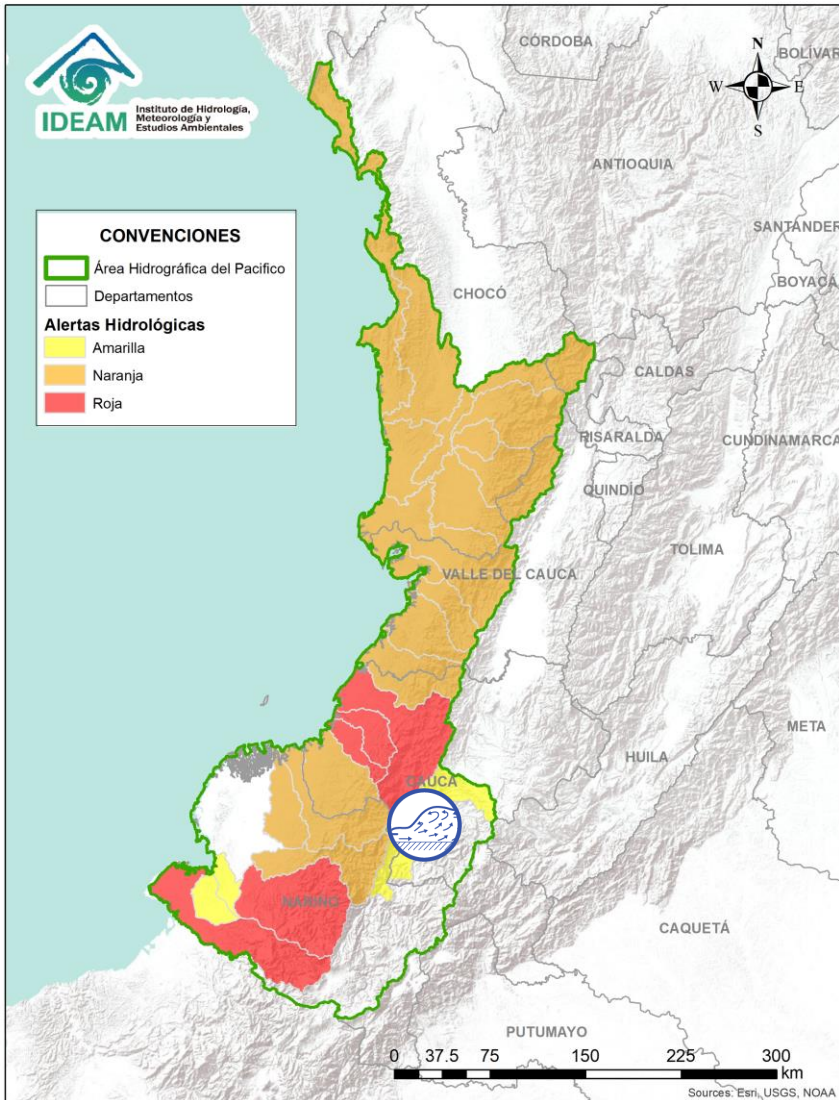 IDEAM
Instituto de Hidrología,
Meteorología y
Estudios Ambientales
CÓRDOBA
BOLÍVAR
N
W E
S
ANTIOQUIA
SANTANDER
CONVENCIONES
Área Hidrográfica del Pacifico
Departamentos
Alertas Hidrológicas
Amarilla
Naranja
Roja
BOYACÁ
CHOCÓ
CALDAS
RISARALDA
CUNDINAMARCA
QUINDÍO
TOLIMA
VALLE DEL CAUCA
META
HUILA
CAUCA
NARIÑO
CAQUETÁ
PUTUMAYO
0 37.5 75 150 225 300
km
Sources: Esri, USGS, NOAA